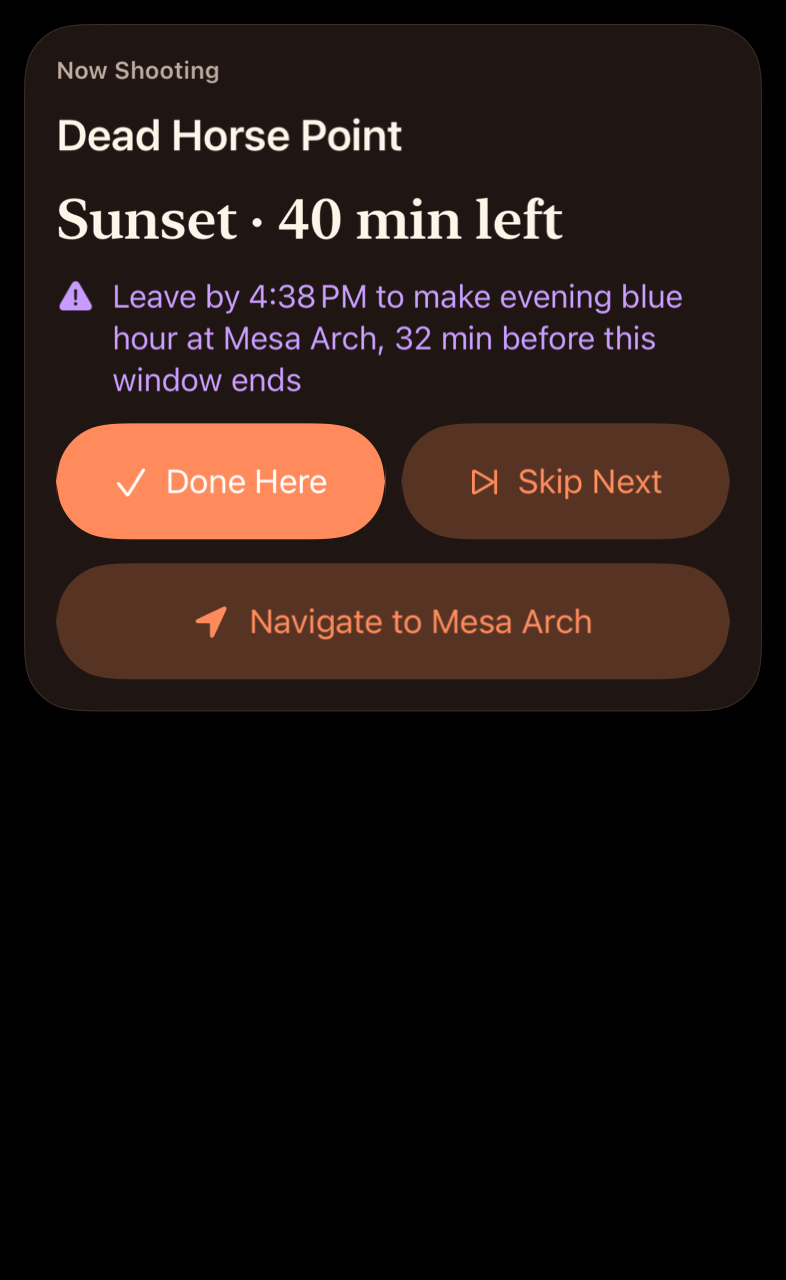 Now Shooting
Dead Horse Point
Sunset · 40 min left
Leave by 4:38 PM to make evening blue
hour at Mesa Arch, 32 min before this
window ends
Done Here
Skip Next
Navigate to Mesa Arch